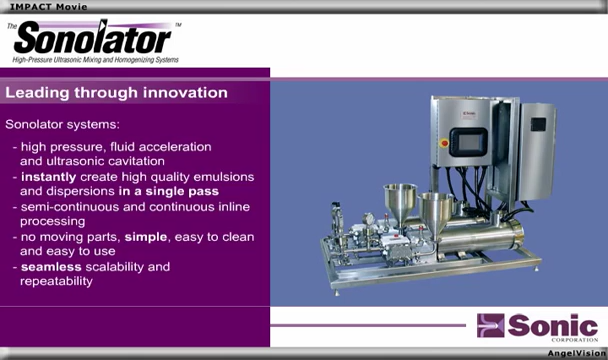 IMPACT Movie
The Sonolator™
High-Pressure Ultrasonic Mixing and Homogenizing Systems
Leading through innovation
Sonolator systems:
- high pressure, fluid acceleration
and ultrasonic cavitation
- instantly create high quality emulsions
and dispersions in a single pass
- semi-continuous and continuous inline
processing
- no moving parts, simple, easy to clean
and easy to use
- seamless scalability and
repeatability
Sonic
CORPORATION
AngelVision